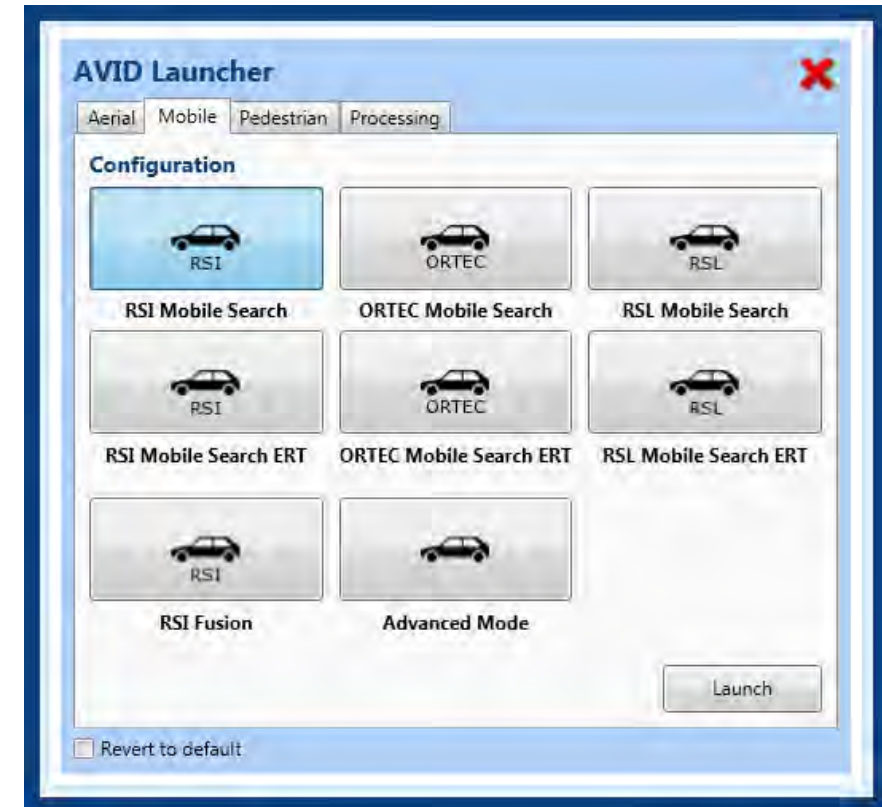 AVID Launcher
Aerial Mobile Pedestrian Processing
Configuration
RSI ORTEC RSL
RSI Mobile Search ORTEC Mobile Search RSL Mobile Search
RSI ORTEC RSL
RSI Mobile Search ERT ORTEC Mobile Search ERT RSL Mobile Search ERT
RSI
RSI Fusion Advanced Mode
Launch
Revert to default